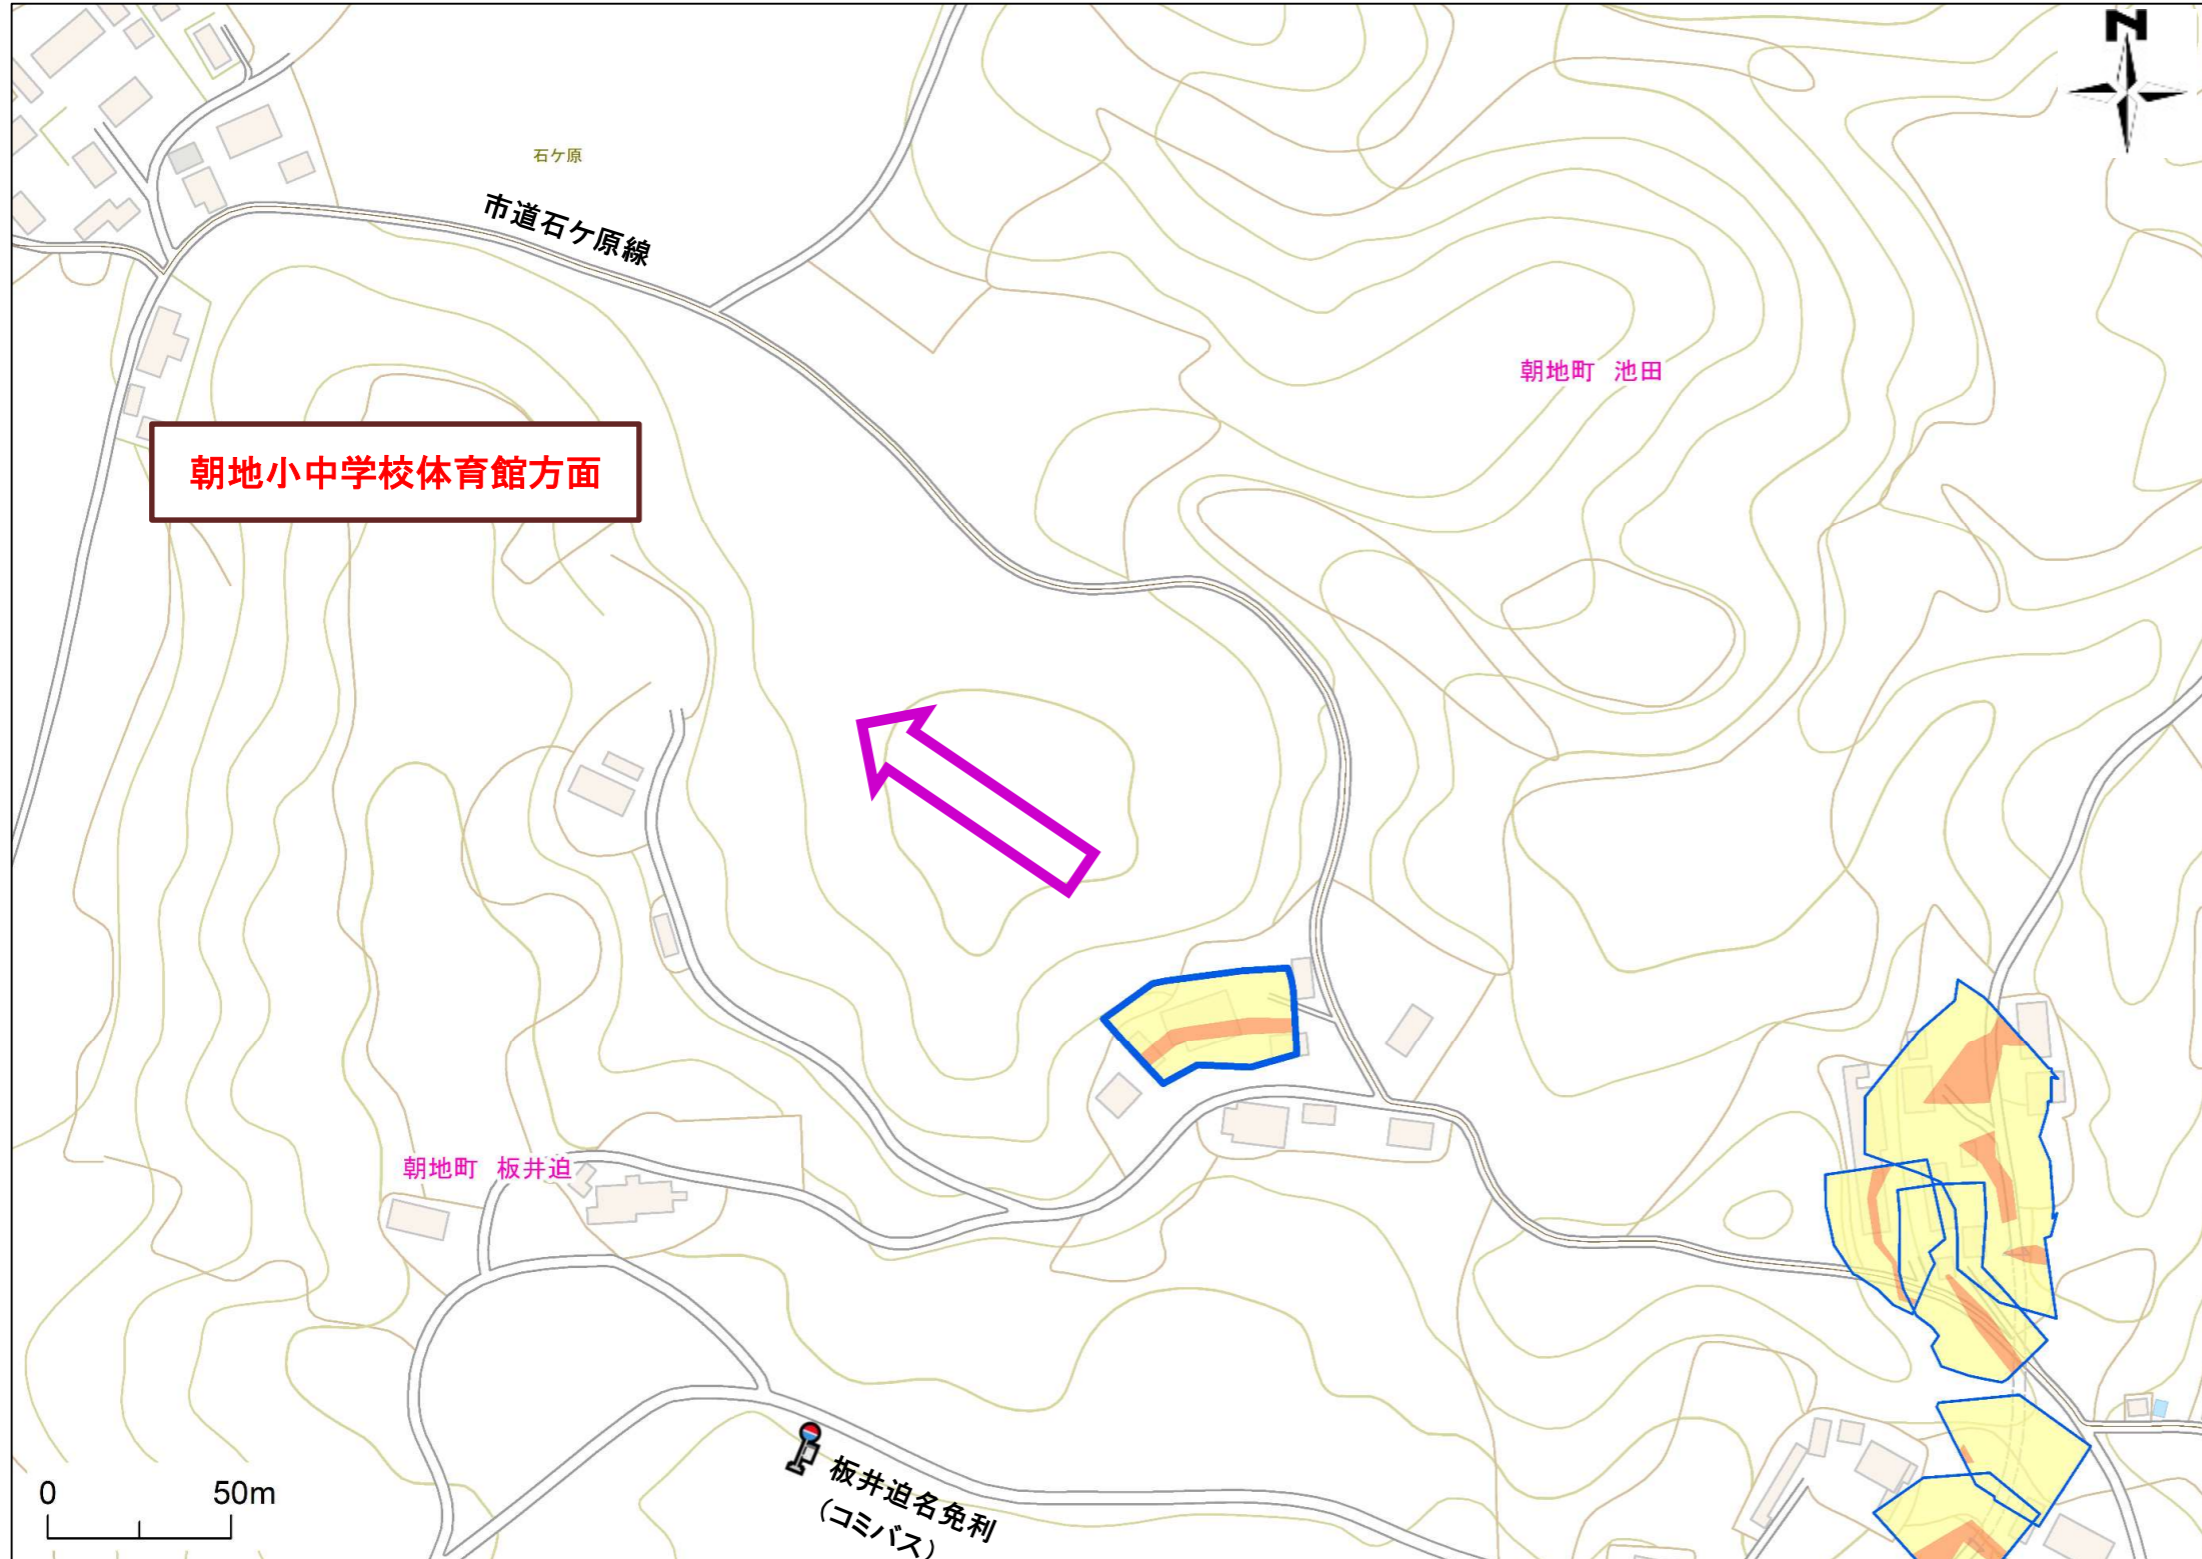 N
石ケ原
市道石ケ原線
朝地町 池田
朝地小中学校体育館方面
朝地町 板井迫
板井迫名免利
(コミバス)
0 50m